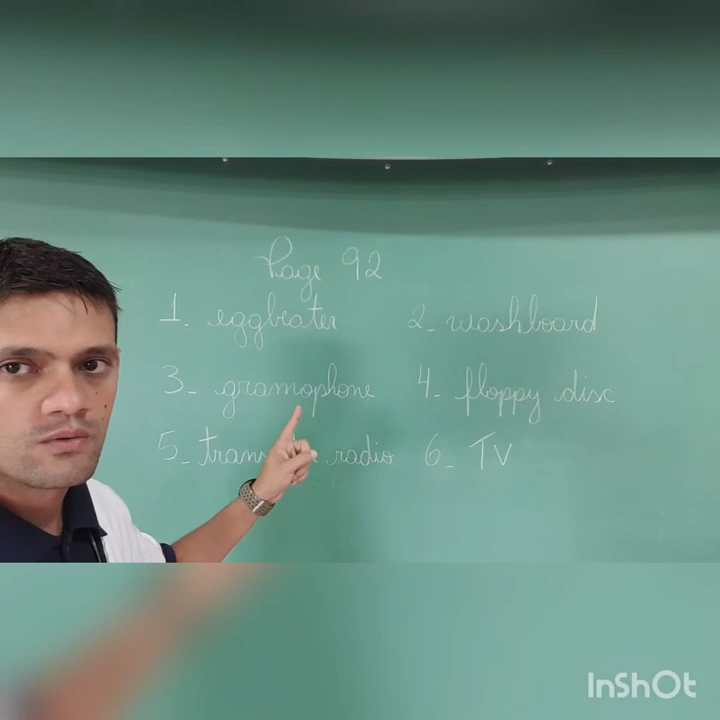 Page 92
1. eggbeater 2. washboard
3. gramophone 4. floppy disc
5. radio 6. TV
InShOt